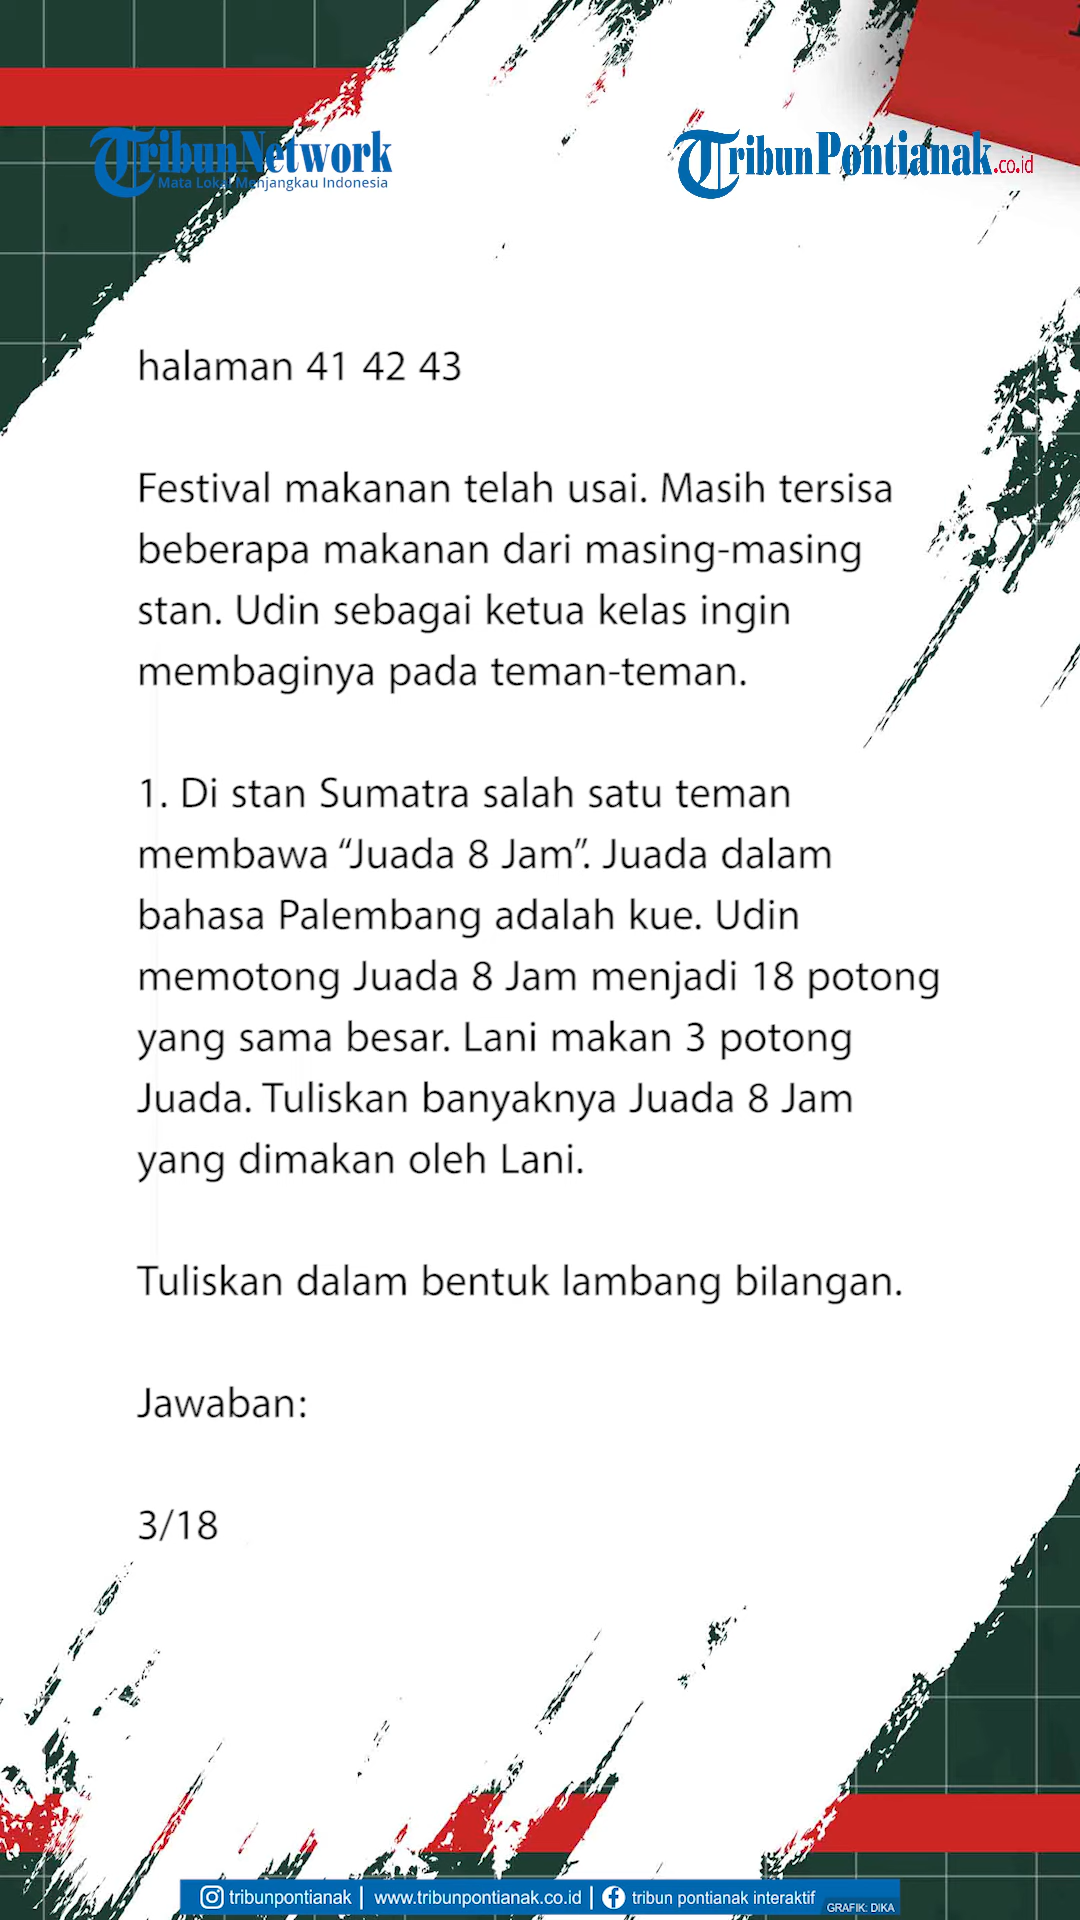 TribunNetwork
Mata Lokal Menjangkau Indonesia
TribunPontianak.co.id
halaman 41 42 43
Festival makanan telah usai. Masih tersisa
beberapa makanan dari masing-masing
stan. Udin sebagai ketua kelas ingin
membaginya pada teman-teman.
1. Di stan Sumatra salah satu teman
membawa “Juada 8 Jam”. Juada dalam
bahasa Palembang adalah kue. Udin
memotong Juada 8 Jam menjadi 18 potong
yang sama besar. Lani makan 3 potong
Juada. Tuliskan banyaknya Juada 8 Jam
yang dimakan oleh Lani.
Tuliskan dalam bentuk lambang bilangan.
Jawaban:
3/18
tribunpontianak | www.tribunpontianak.co.id | tribun pontianak interaktif
GRAFIK: DIKA